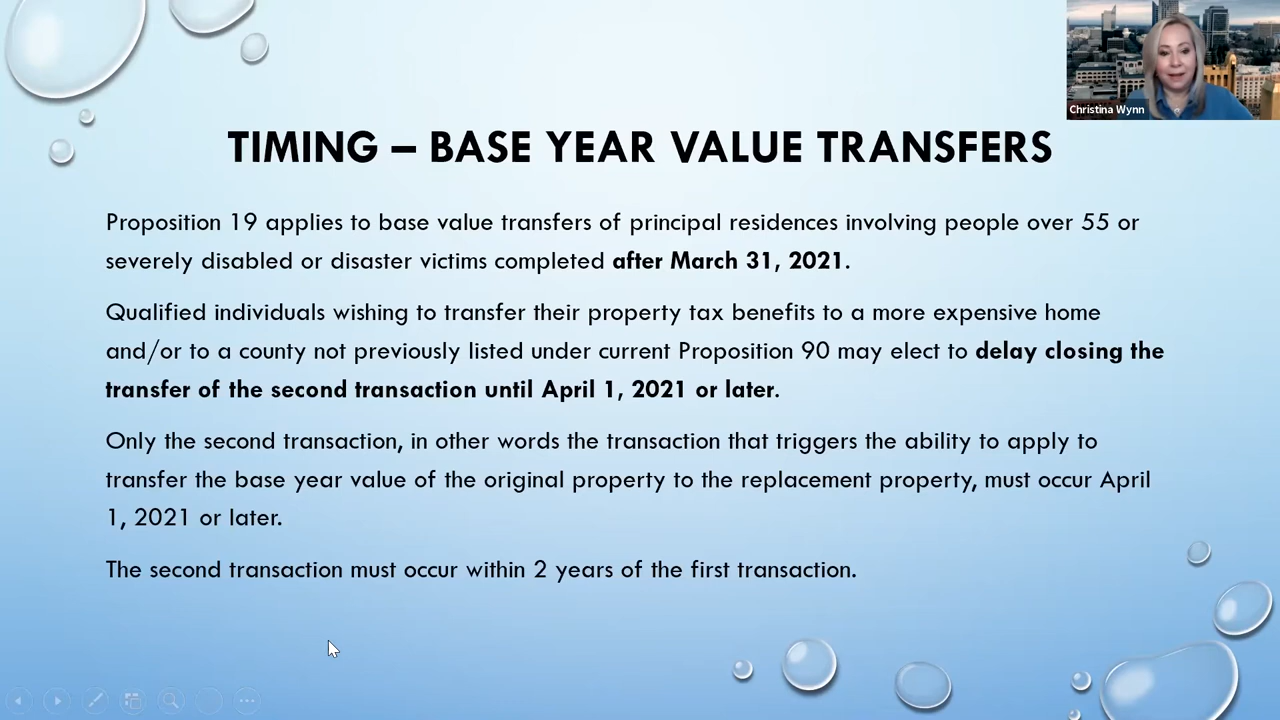 Christina Wynn
TIMING – BASE YEAR VALUE TRANSFERS
Proposition 19 applies to base value transfers of principal residences involving people over 55 or
severely disabled or disaster victims completed after March 31, 2021.
Qualified individuals wishing to transfer their property tax benefits to a more expensive home
and/or to a county not previously listed under current Proposition 90 may elect to delay closing the
transfer of the second transaction until April 1, 2021 or later.
Only the second transaction, in other words the transaction that triggers the ability to apply to
transfer the base year value of the original property to the replacement property, must occur April
1, 2021 or later.
The second transaction must occur within 2 years of the first transaction.